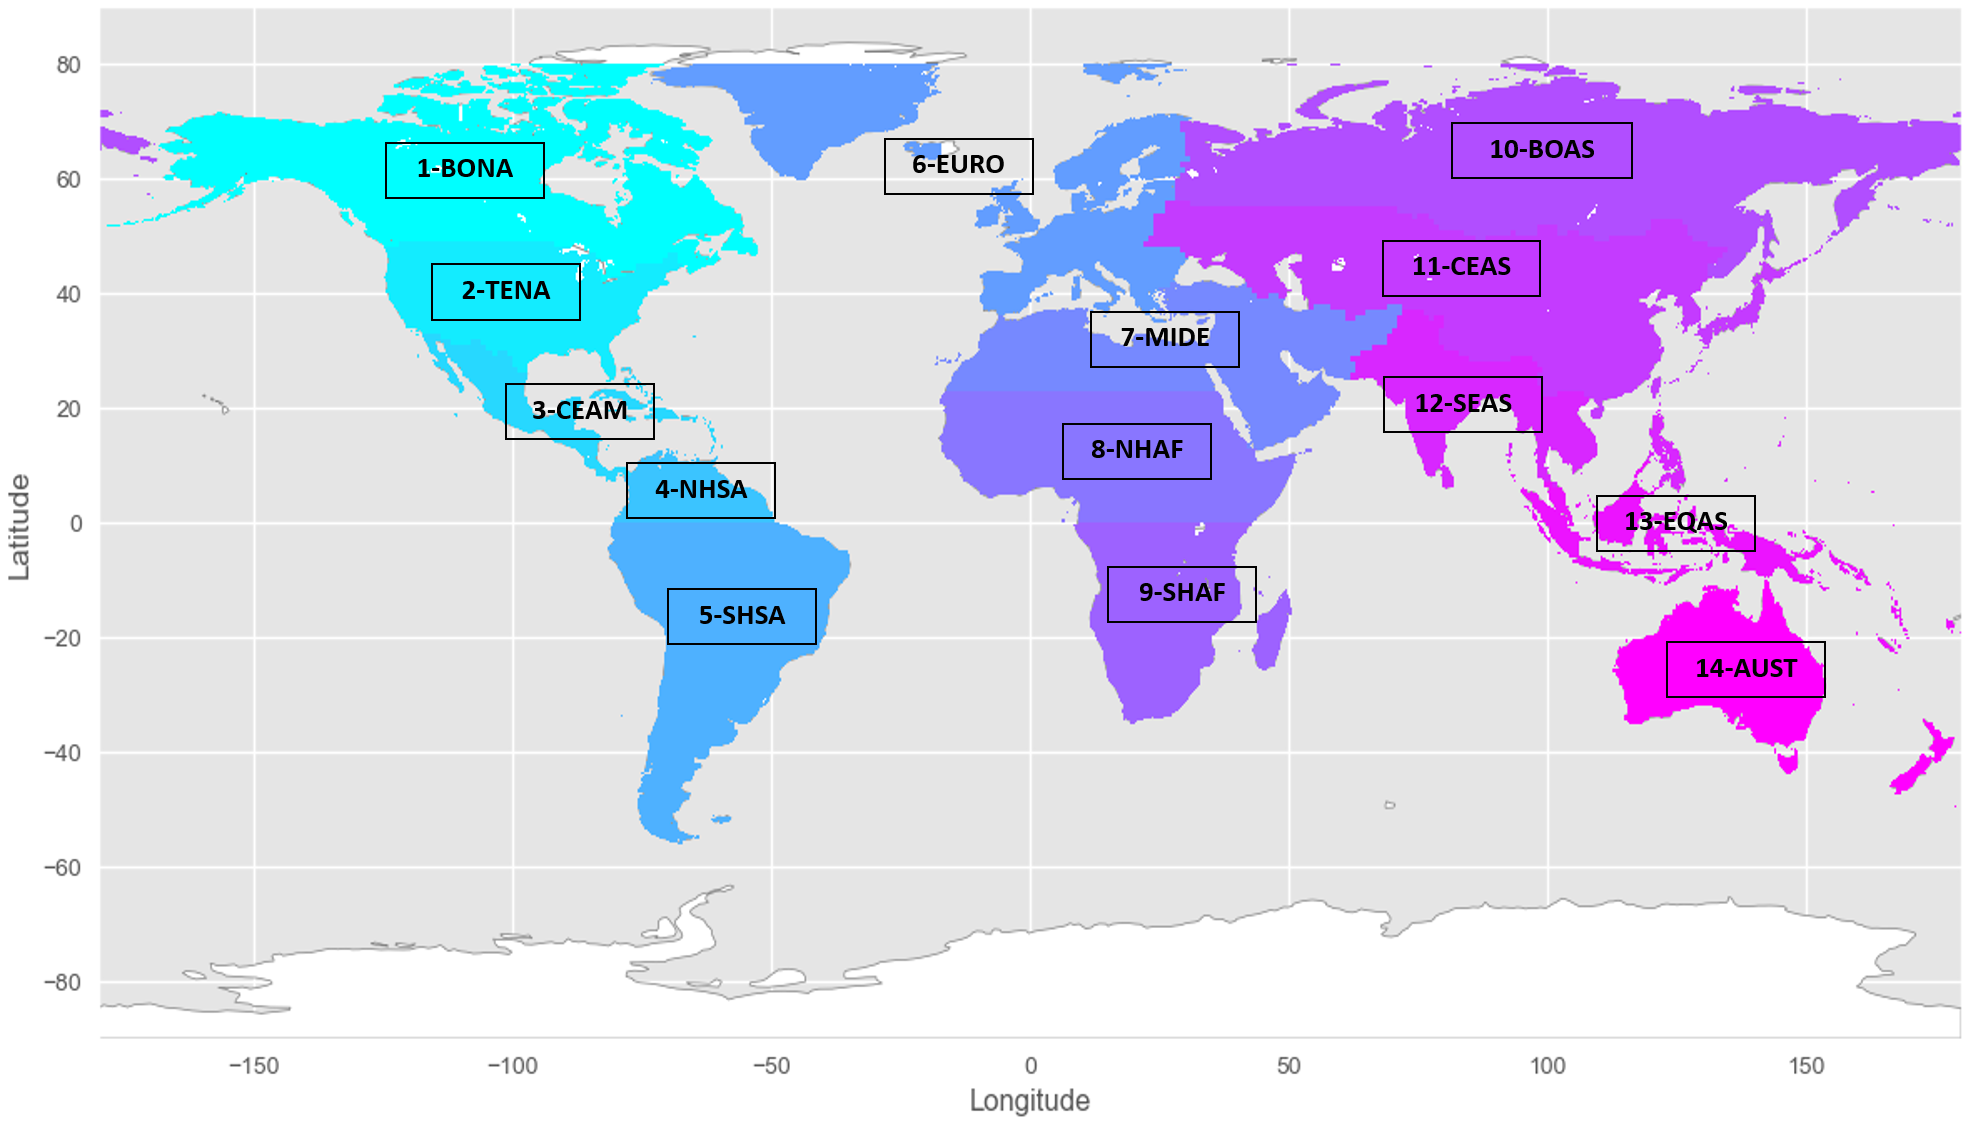 80
60
40
20
0
−20
−40
−60
−80
Latitude
1-BONA
6-EURO
10-BOAS
2-TENA
11-CEAS
7-MIDE
3-CEAM
12-SEAS
8-NHAF
4-NHSA
13-EQAS
9-SHAF
5-SHSA
14-AUST
−150
−100
−50
0
50
100
150
Longitude